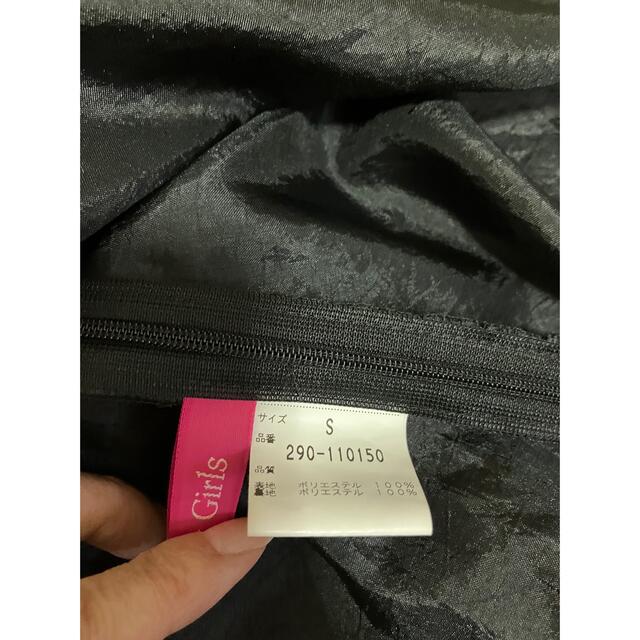 サイズ S
品番 290-110150
品質
表地 ポリエステル 100%
裏地 ポリエステル 100%
Girls